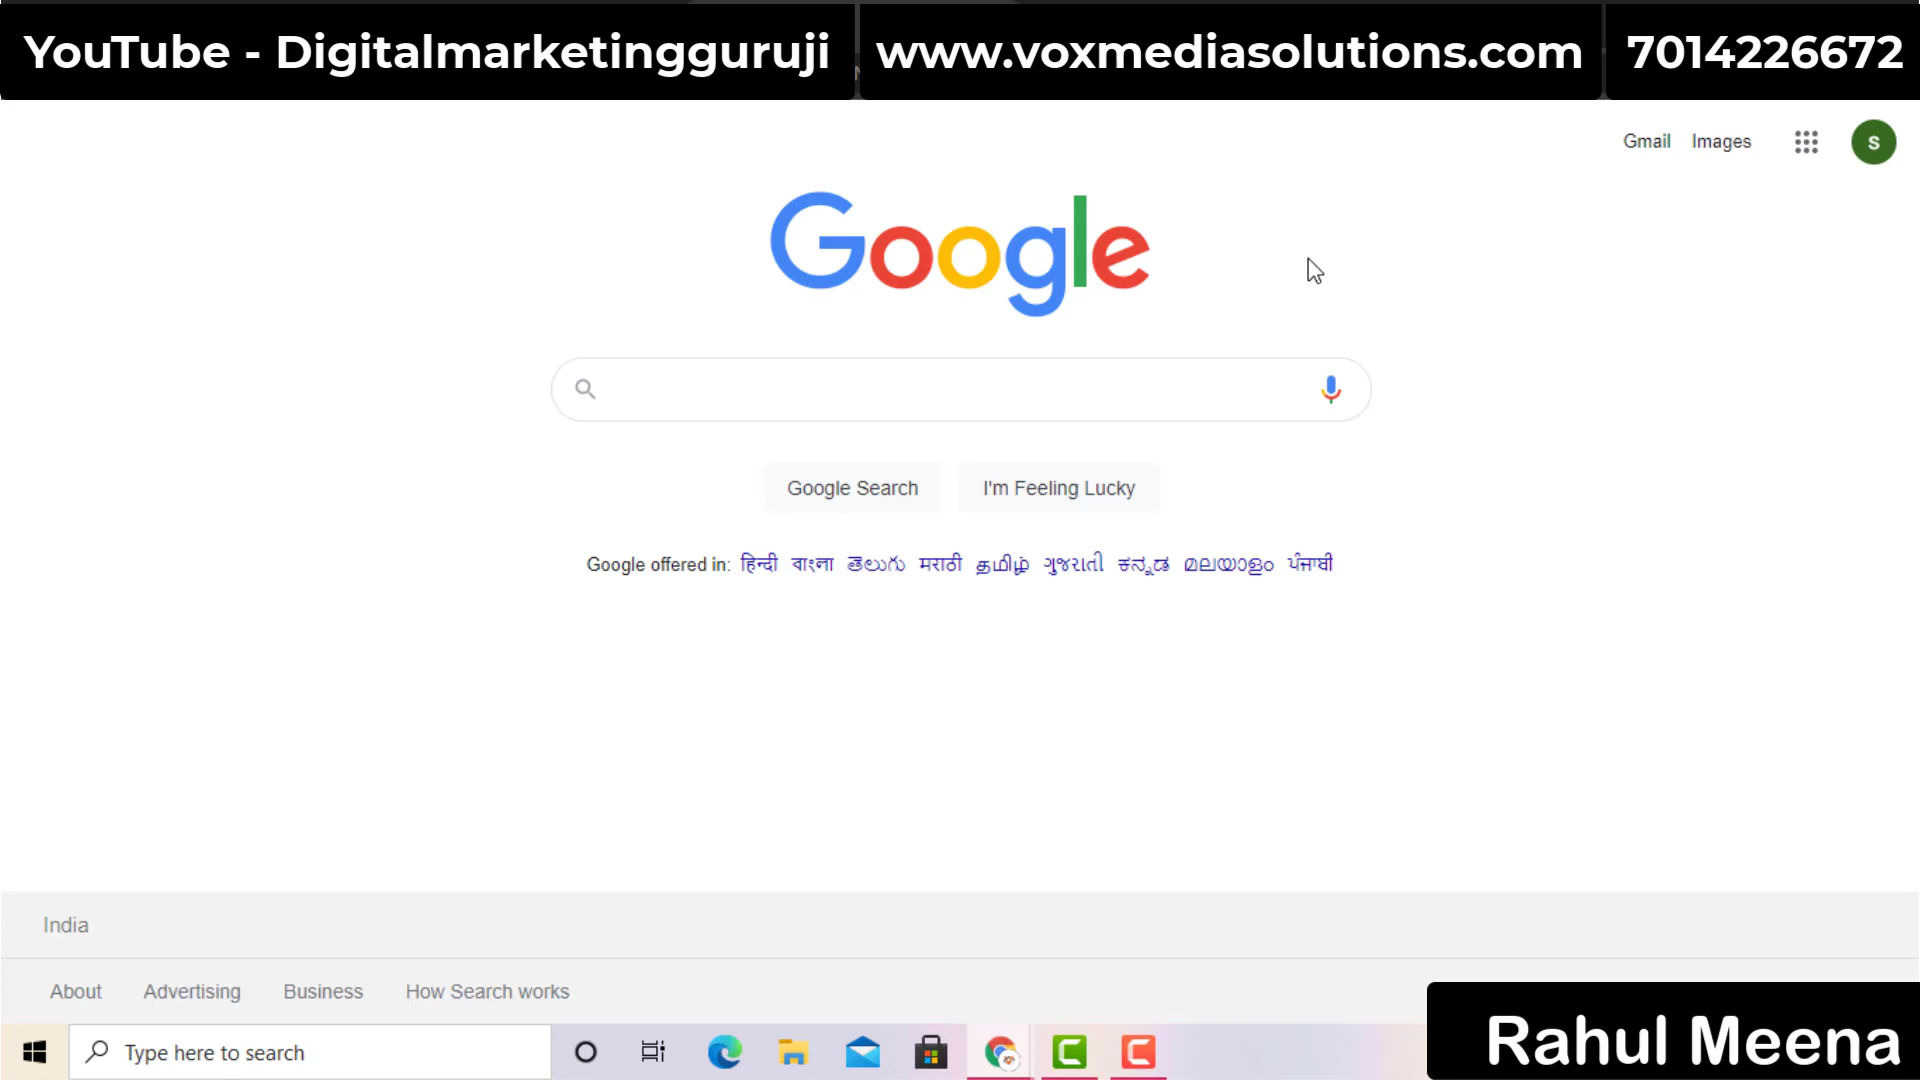 YouTube - Digitalmarketingguruji www.voxmediasolutions.com 7014226672
Gmail Images S
Google
Google Search I'm Feeling Lucky
Google offered in: हिन्दी বাংলা తెలుగు मराठी தமிழ் ગુજરાતી ಕನ್ನಡ മലയാളം ਪੰਜਾਬੀ
India
About Advertising Business How Search works
Type here to search
Rahul Meena